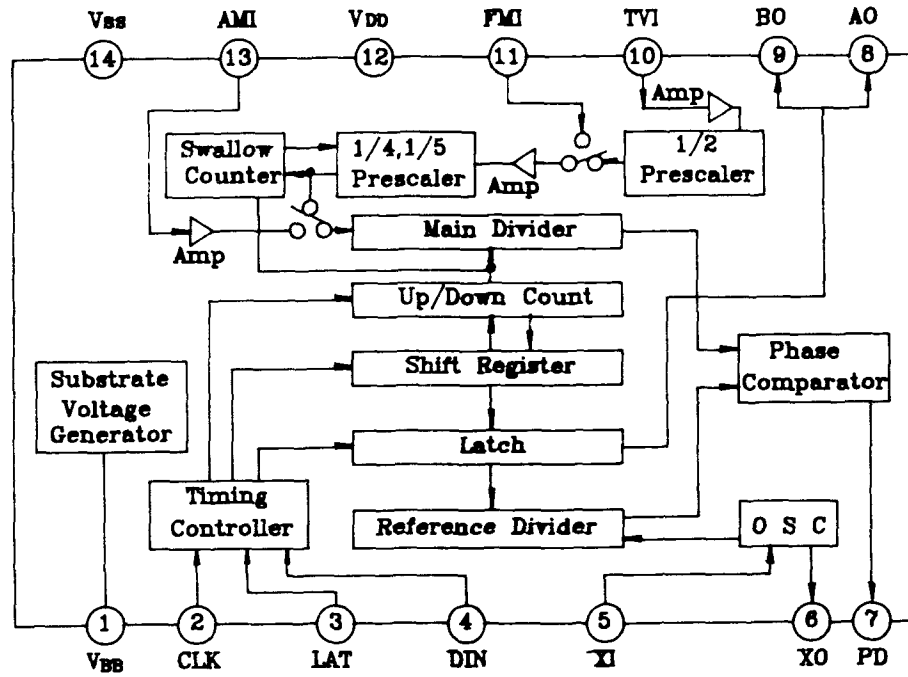 Vss AMI VDD FMI TVI BO AO
14 13 12 11 10 9 8
Amp
Swallow
Counter
1/4,1/5
Prescaler
Amp
1/2
Prescaler
Amp
Main Divider
Up/Down Count
Shift Register
Phase
Comparator
Substrate
Voltage
Generator
Latch
Timing
Controller
Reference Divider
O S C
1 2 3 4 5 6 7
VBB CLK LAT DIN XI XO PD